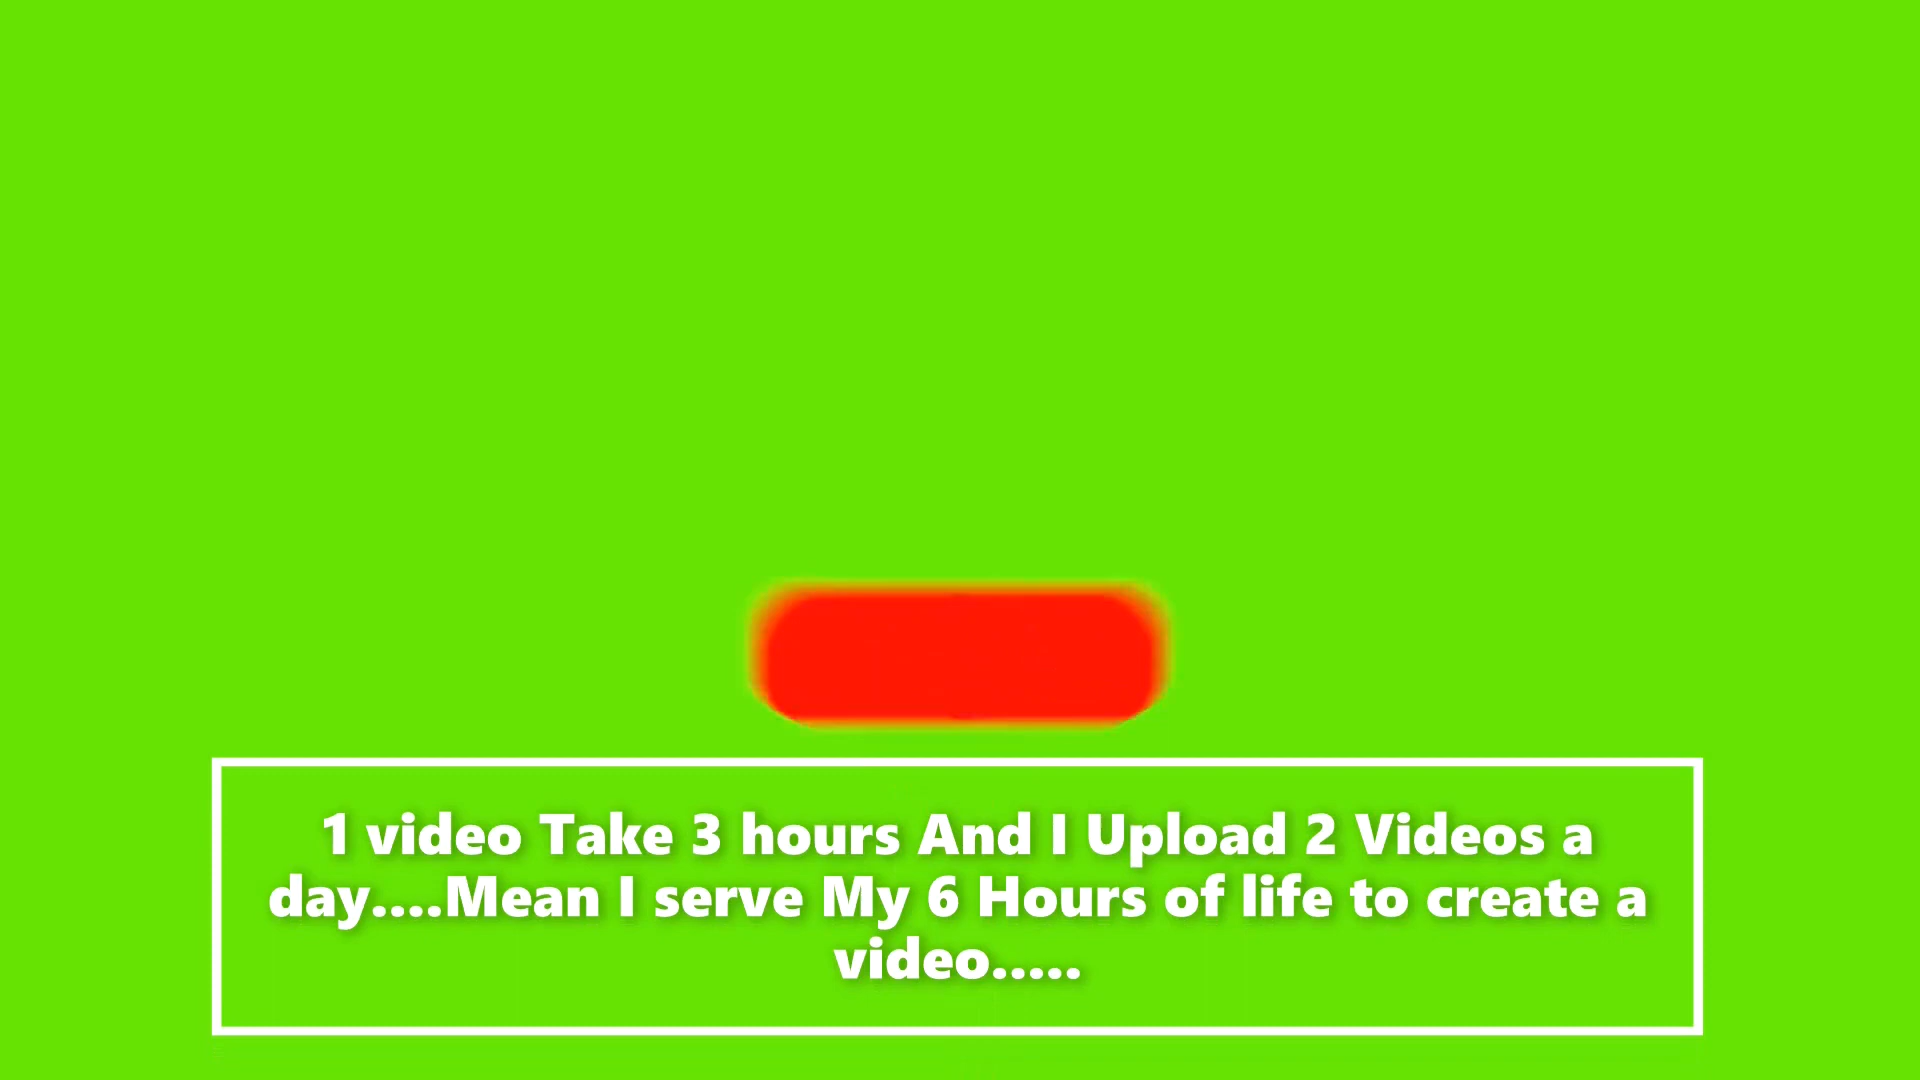 1 video Take 3 hours And I Upload 2 Videos a
day....Mean I serve My 6 Hours of life to create a
video.....